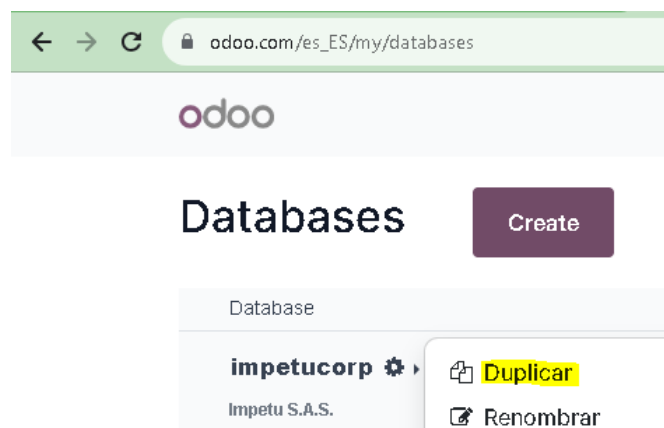 odoo.com/es_ES/my/databases
odoo
Databases
Create
Database
impetucorp
Duplicar
Impetu S.A.S.
Renombrar